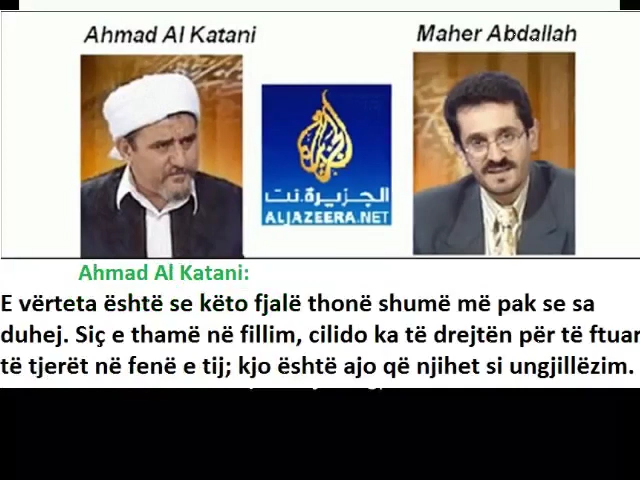 Ahmad Al Katani
Maher Abdallah
الجزيرة نت
ALJAZEERA.NET
Ahmad Al Katani:
E vërteta është se këto fjalë thonë shumë më pak se sa
duhej. Siç e thamë në fillim, cilido ka të drejtën për të ftuar
të tjerët në fenë e tij; kjo është ajo që njihet si ungjillëzim.